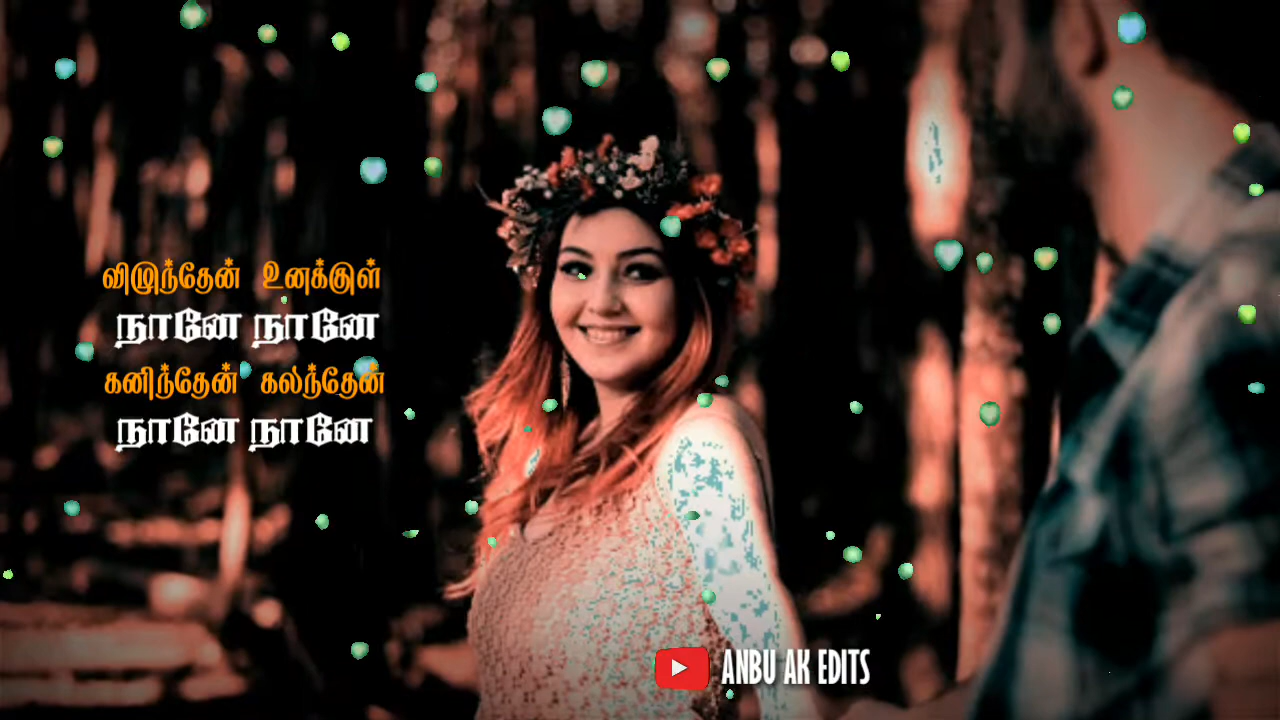 விழுந்தேன் உனக்குள்
நானே நானே
கனிந்தேன் கலந்தேன்
நானே நானே
ANBU AK EDITS